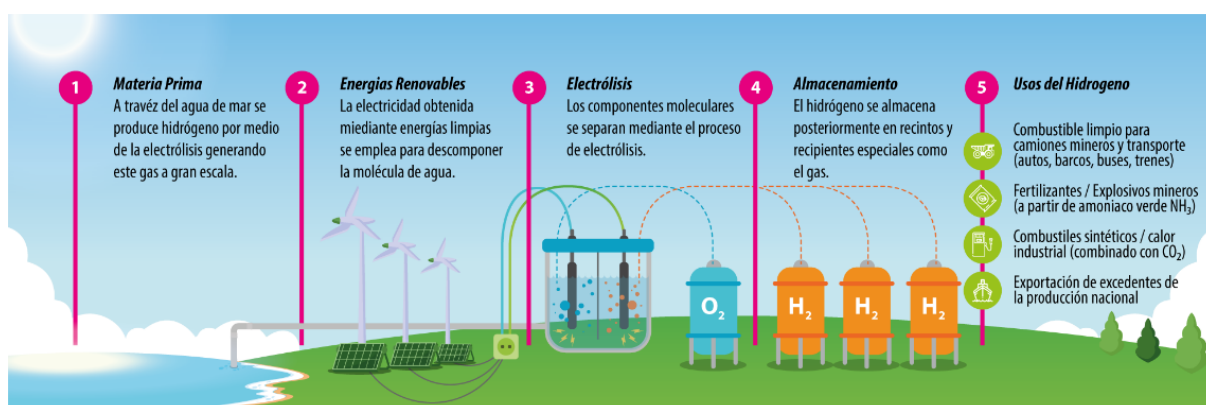 1
Materia Prima
A travéz del agua de mar se
produce hidrógeno por medio
de la electrólisis generando
este gas a gran escala.
2
Energias Renovables
La electricidad obtenida
miediante energías limpias
se emplea para descomponer
la molécula de agua.
3
Electrólisis
Los componentes moleculares
se separan mediante el proceso
de electrólisis.
4
Almacenamiento
El hidrógeno se almacena
posteriormente en recintos y
recipientes especiales como
el gas.
5
Usos del Hidrogeno
Combustible limpio para
camiones mineros y transporte
(autos, barcos, buses, trenes)
Fertilizantes / Explosivos mineros
(a partir de amoniaco verde NH₃)
Combustiles sintéticos / calor
industrial (combinado con CO₂)
Exportación de excedentes de
la producción nacional
O₂
H₂
H₂
H₂